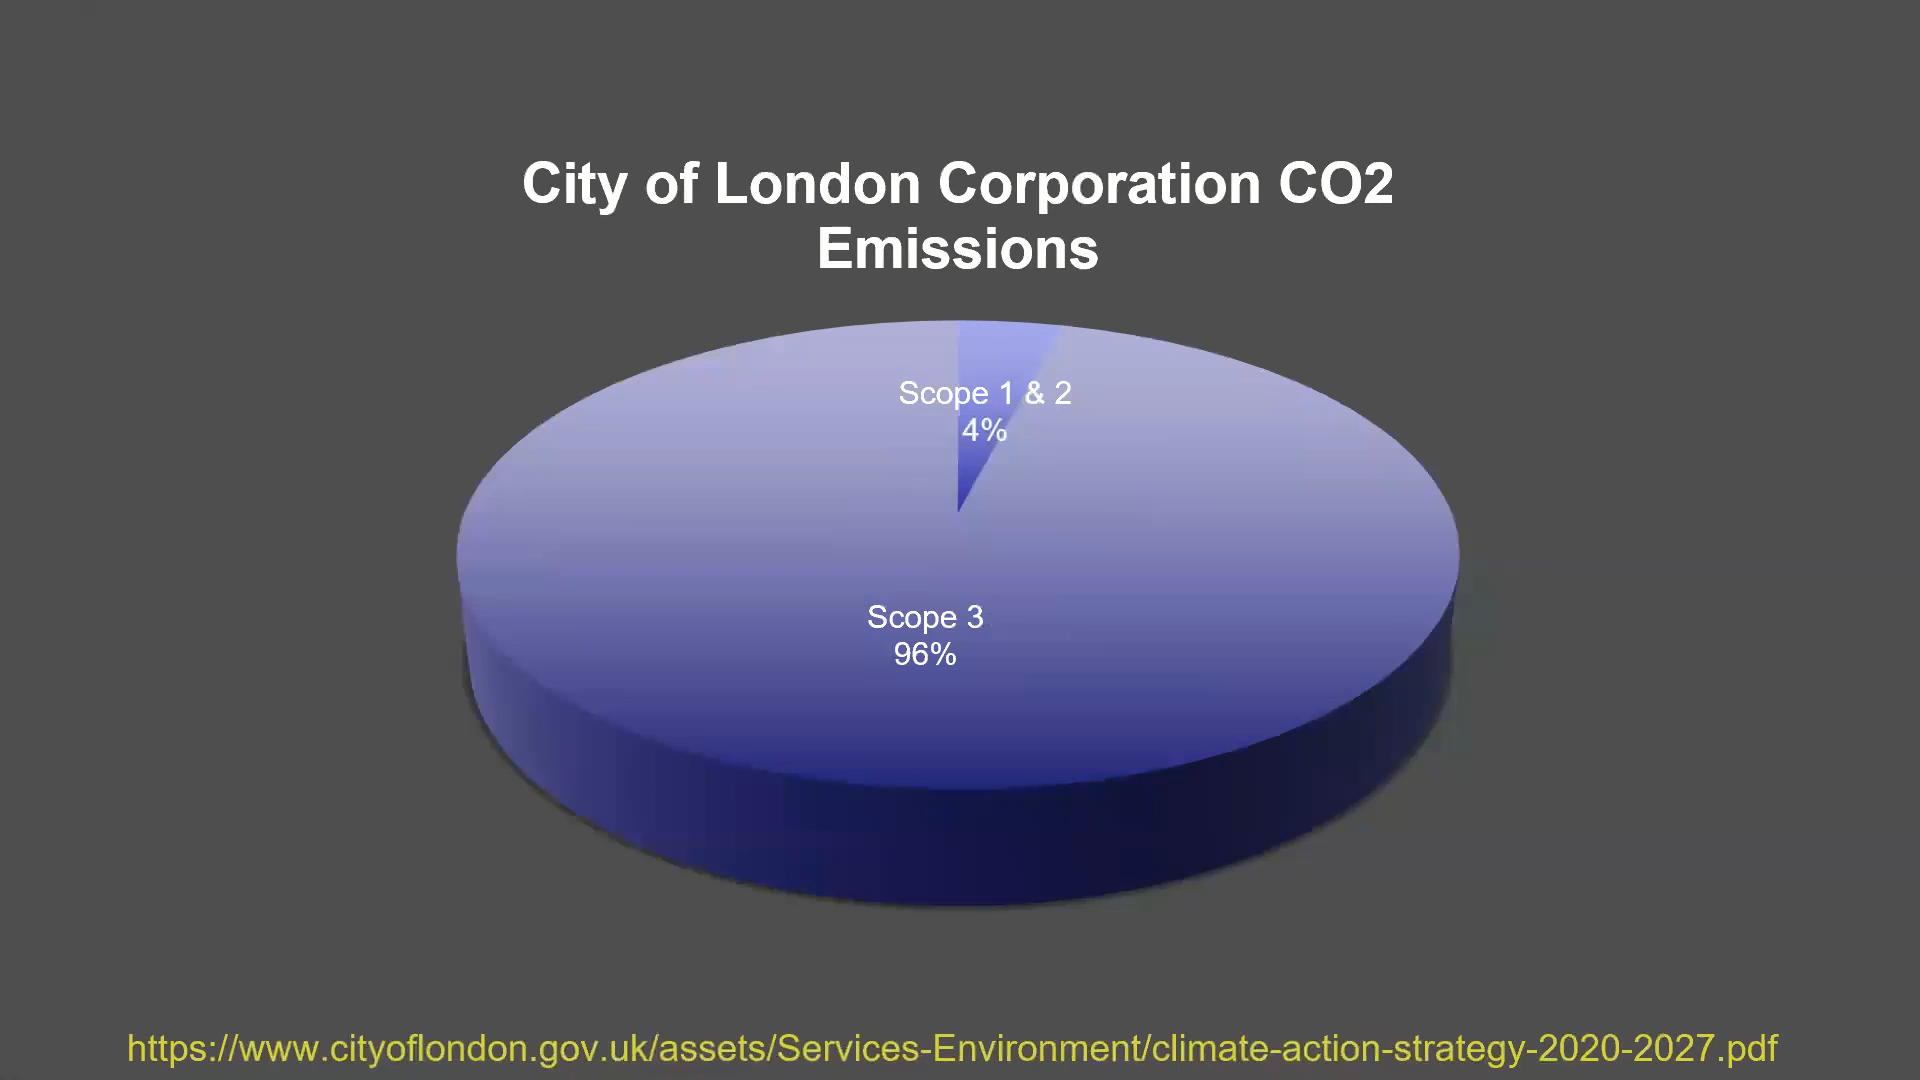 City of London Corporation CO2
Emissions
Scope 1 & 2
4%
Scope 3
96%
https://www.cityoflondon.gov.uk/assets/Services-Environment/climate-action-strategy-2020-2027.pdf